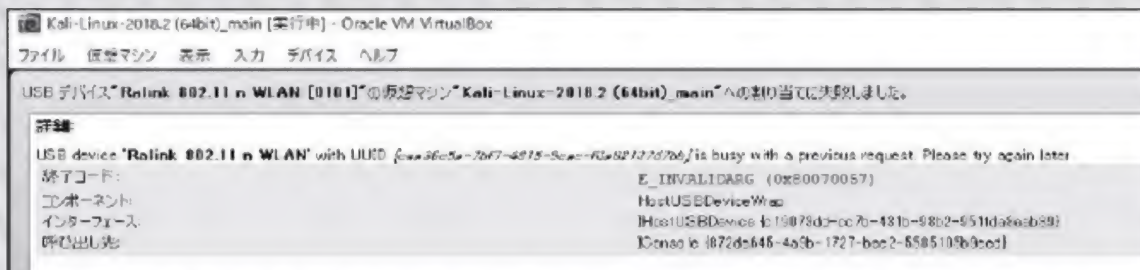 Kali-Linux-2018.2 (64bit)_main [実行中] - Oracle VM VirtualBox
ファイル 仮想マシン 表示 入力 デバイス ヘルプ
USB デバイス"Ralink 802.11 n WLAN [0101]"の仮想マシン"Kali-Linux-2018.2 (64bit)_main"への割り当てに失敗しました。
詳細:
USB device 'Ralink 802.11 n WLAN' with UUID is busy with a previous request. Please try again later
終了コード: E_INVALIDARG (0x80070057)
コンポーネント: HostUSBDeviceWrap
インターフェース: IHostUSBDevice
呼び出し先: IConsole